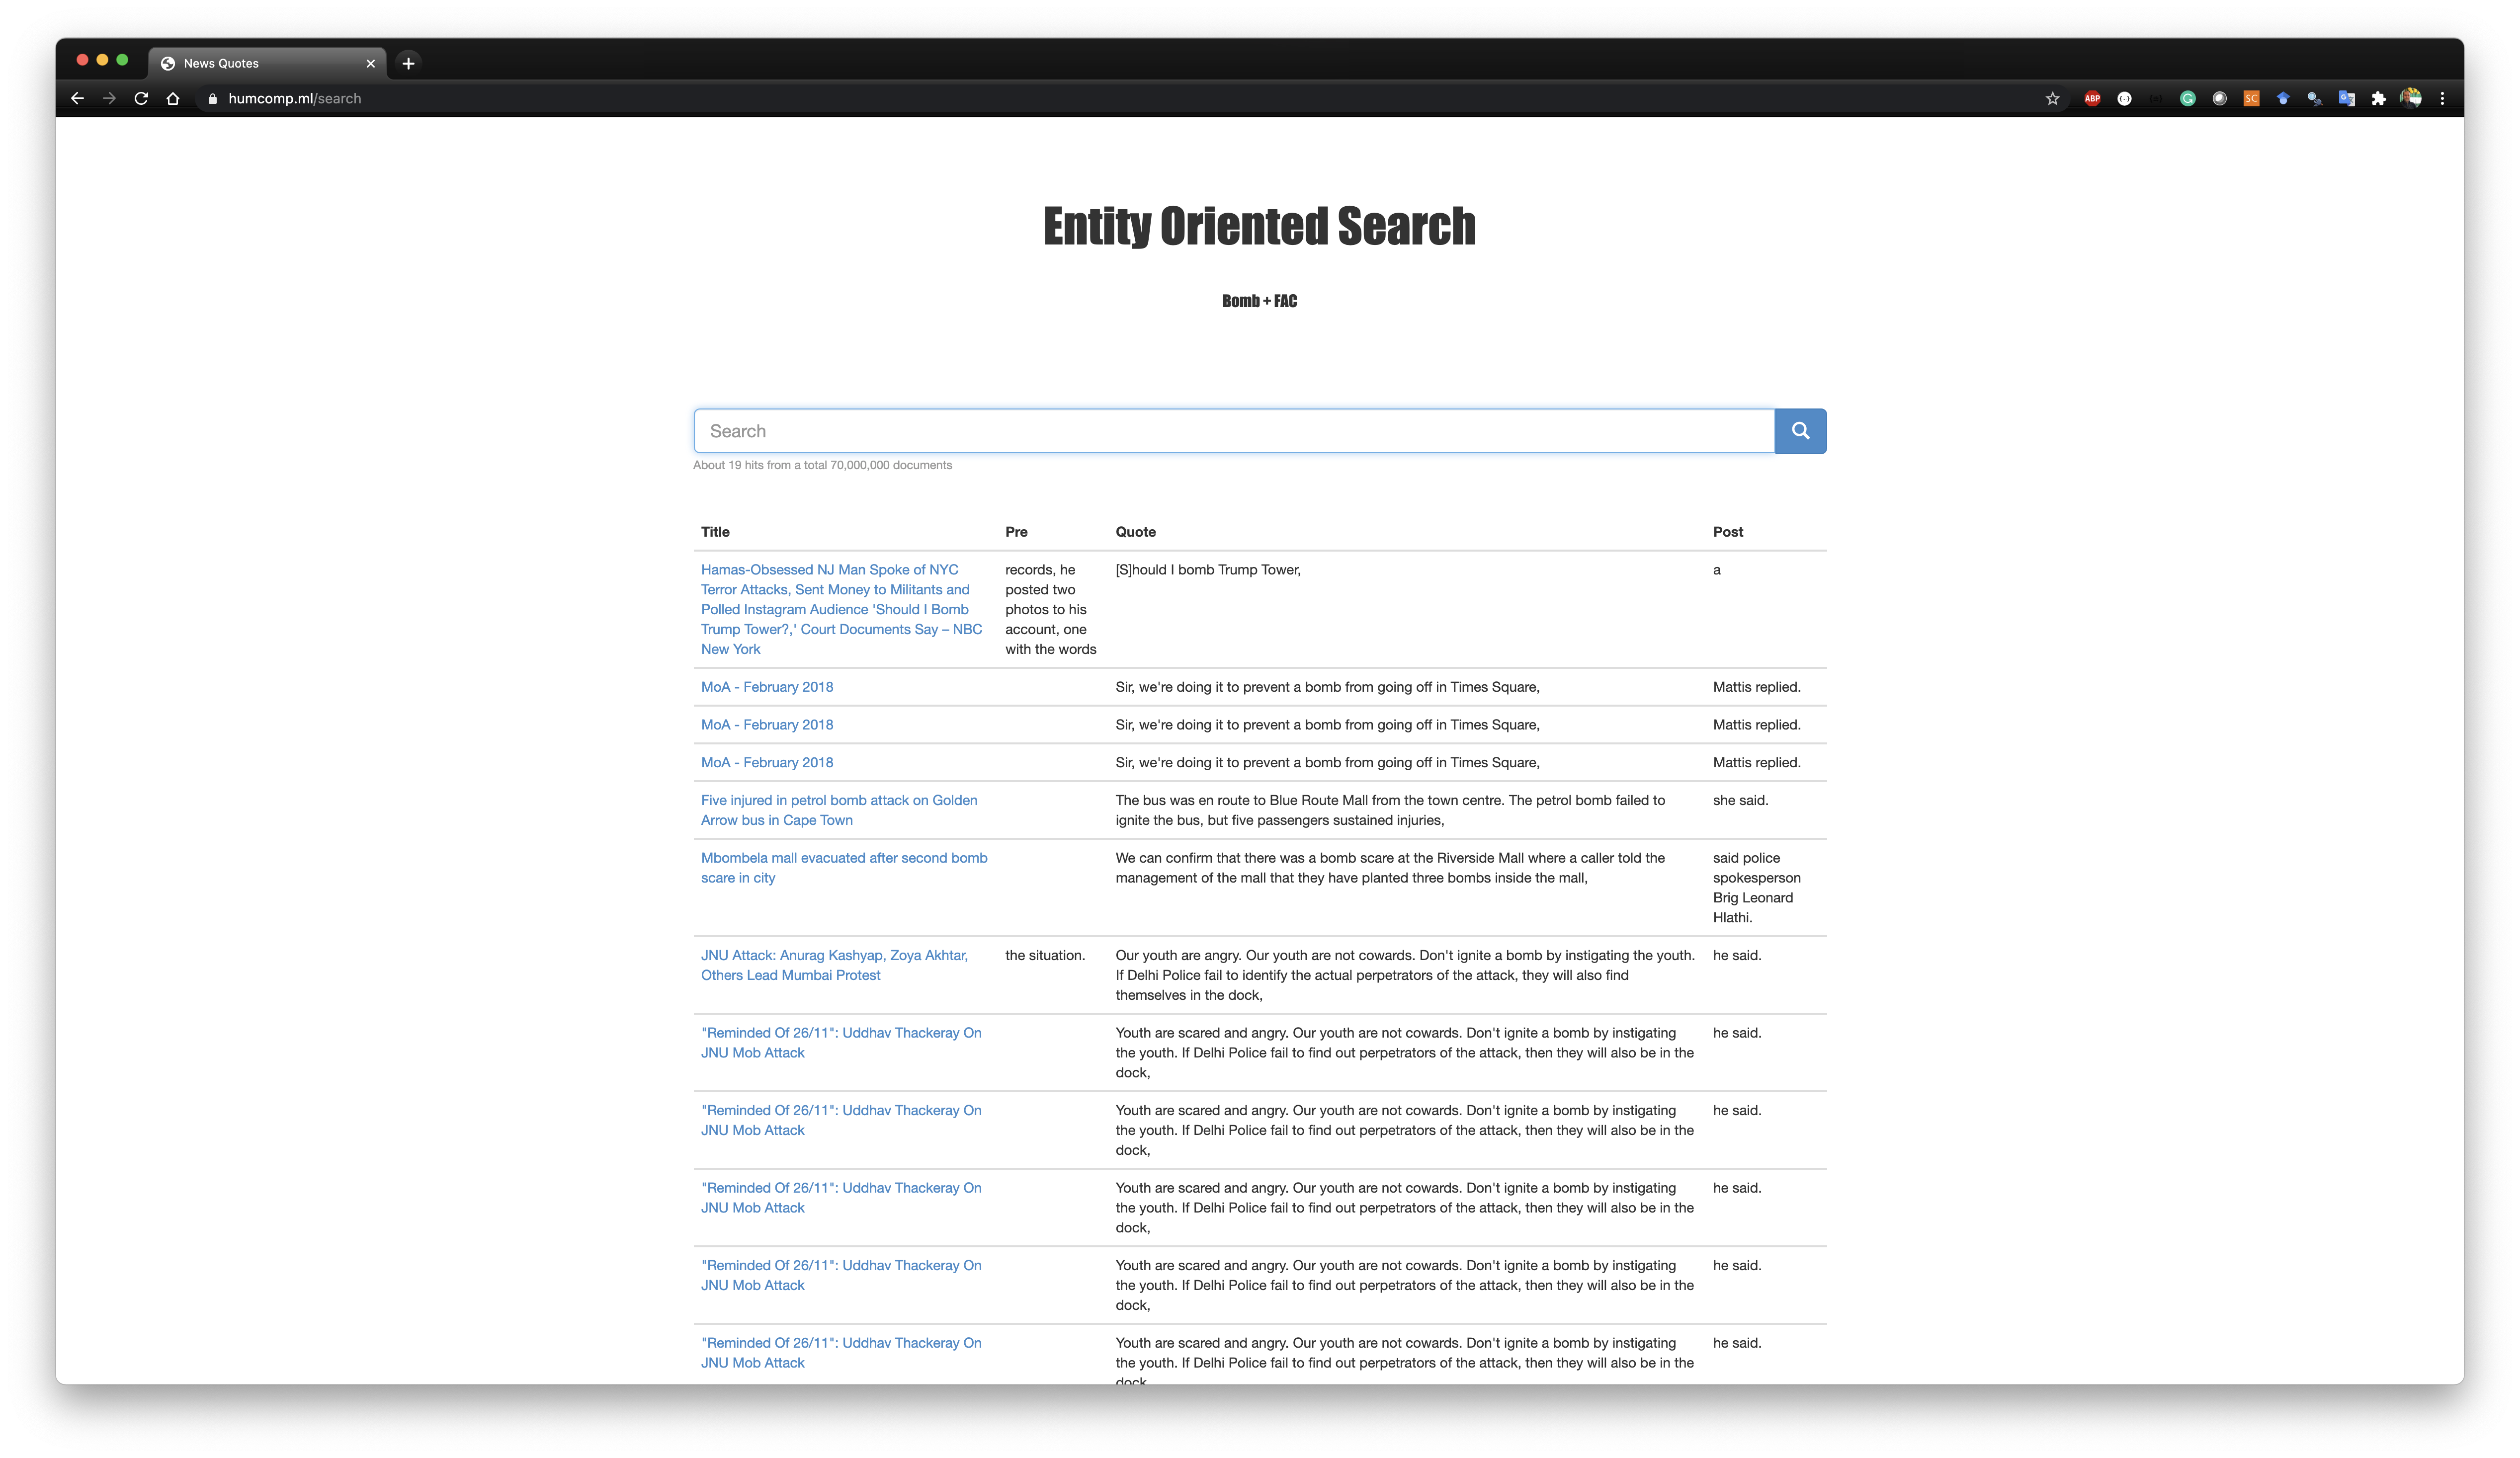 News Quotes
humcomp.ml/search
ABP
SC
Entity Oriented Search
Bomb + FAC
Search
About 19 hits from a total 70,000,000 documents
Title Pre Quote Post
Hamas-Obsessed NJ Man Spoke of NYC records, he [S]hould I bomb Trump Tower, a
Terror Attacks, Sent Money to Militants and posted two
Polled Instagram Audience 'Should I Bomb photos to his
Trump Tower?,' Court Documents Say – NBC account, one
New York with the words
MoA - February 2018 Sir, we're doing it to prevent a bomb from going off in Times Square, Mattis replied.
MoA - February 2018 Sir, we're doing it to prevent a bomb from going off in Times Square, Mattis replied.
MoA - February 2018 Sir, we're doing it to prevent a bomb from going off in Times Square, Mattis replied.
Five injured in petrol bomb attack on Golden The bus was en route to Blue Route Mall from the town centre. The petrol bomb failed to she said.
Arrow bus in Cape Town ignite the bus, but five passengers sustained injuries,
Mbombela mall evacuated after second bomb We can confirm that there was a bomb scare at the Riverside Mall where a caller told the said police
scare in city management of the mall that they have planted three bombs inside the mall, spokesperson
Brig Leonard
Hlathi.
JNU Attack: Anurag Kashyap, Zoya Akhtar, the situation. Our youth are angry. Our youth are not cowards. Don't ignite a bomb by instigating the youth. he said.
Others Lead Mumbai Protest If Delhi Police fail to identify the actual perpetrators of the attack, they will also find
themselves in the dock,
"Reminded Of 26/11": Uddhav Thackeray On Youth are scared and angry. Our youth are not cowards. Don't ignite a bomb by instigating he said.
JNU Mob Attack the youth. If Delhi Police fail to find out perpetrators of the attack, then they will also be in the
dock,
"Reminded Of 26/11": Uddhav Thackeray On Youth are scared and angry. Our youth are not cowards. Don't ignite a bomb by instigating he said.
JNU Mob Attack the youth. If Delhi Police fail to find out perpetrators of the attack, then they will also be in the
dock,
"Reminded Of 26/11": Uddhav Thackeray On Youth are scared and angry. Our youth are not cowards. Don't ignite a bomb by instigating he said.
JNU Mob Attack the youth. If Delhi Police fail to find out perpetrators of the attack, then they will also be in the
dock,
"Reminded Of 26/11": Uddhav Thackeray On Youth are scared and angry. Our youth are not cowards. Don't ignite a bomb by instigating he said.
JNU Mob Attack the youth. If Delhi Police fail to find out perpetrators of the attack, then they will also be in the
dock,
"Reminded Of 26/11": Uddhav Thackeray On Youth are scared and angry. Our youth are not cowards. Don't ignite a bomb by instigating he said.
JNU Mob Attack the youth. If Delhi Police fail to find out perpetrators of the attack, then they will also be in the
dock